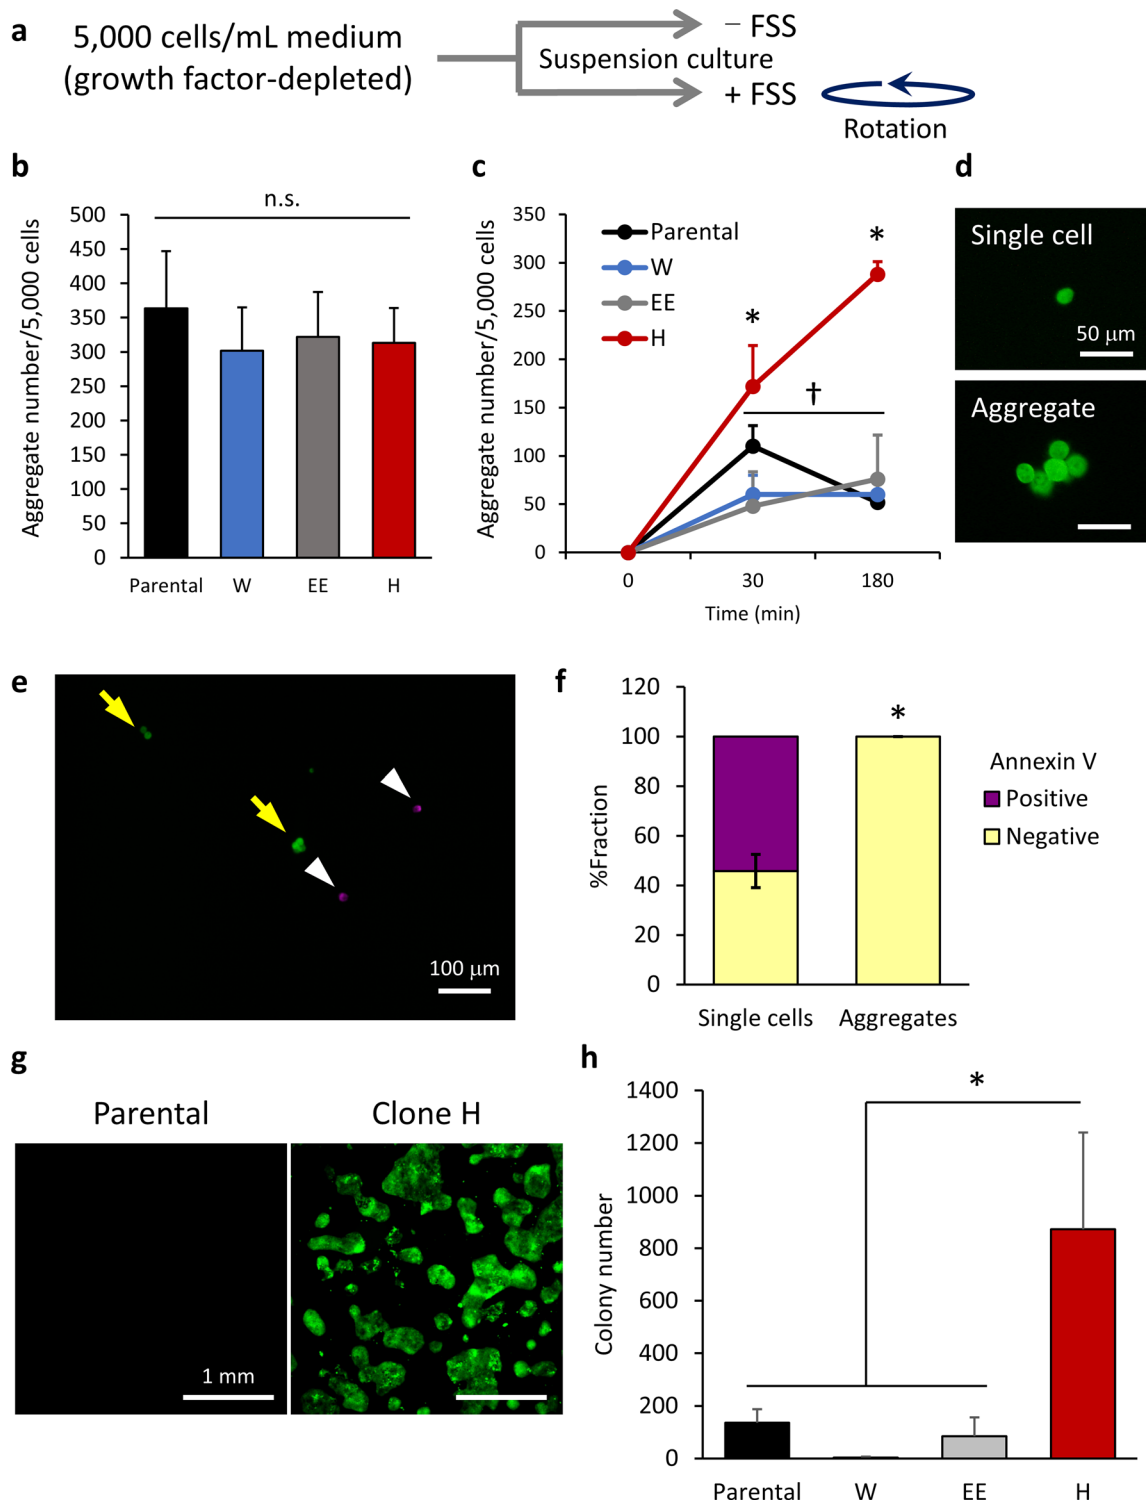 a
5,000 cells/mL medium
(growth factor-depleted)
Suspension culture
− FSS
+ FSS
Rotation
b
n.s.
Aggregate number/5,000 cells
500
450
400
350
300
250
200
150
100
50
0
Parental W EE H
c
Aggregate number/5,000 cells
350
300
250
200
150
100
50
0
Parental
W
EE
H
*
*
†
0 30 180
Time (min)
d
Single cell
50 μm
Aggregate
e
100 μm
f
%Fraction
120
100
80
60
40
20
0
*
Single cells Aggregates
Annexin V
Positive
Negative
g
Parental Clone H
1 mm
h
Colony number
1400
1200
1000
800
600
400
200
0
*
Parental W EE H